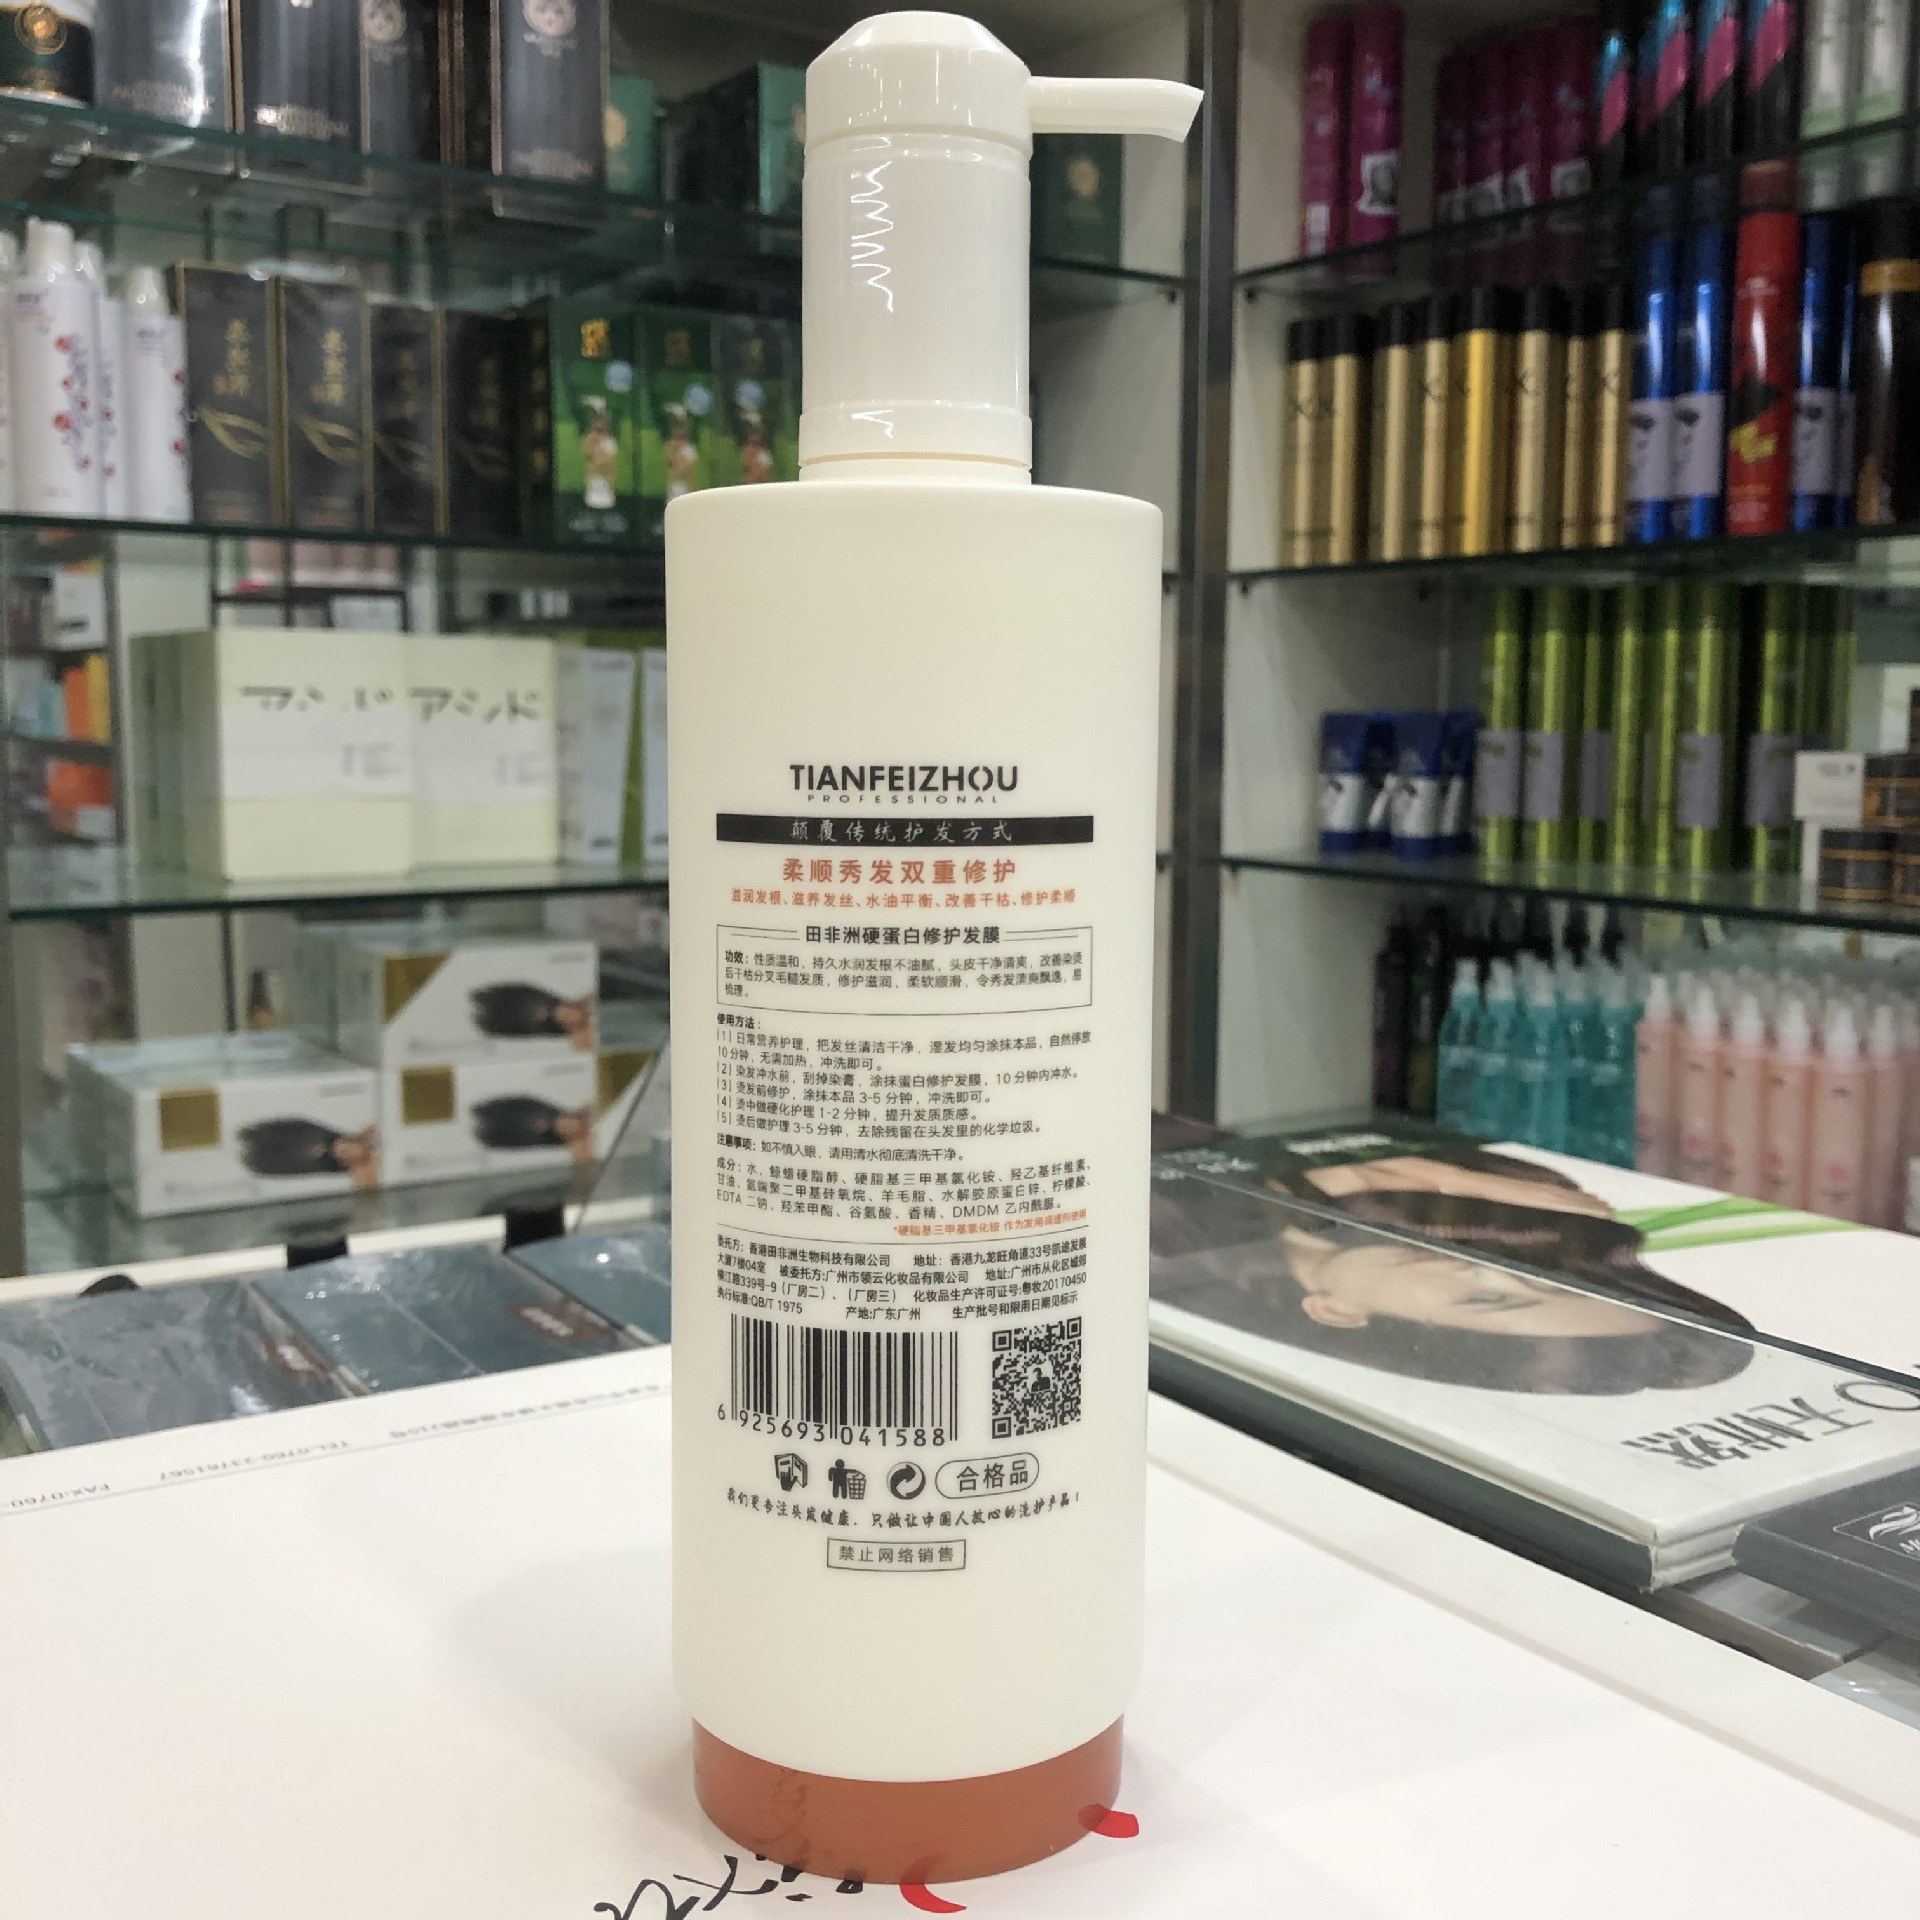 TIANFEIZHOU
PROFESSIONAL
颠覆传统护发方式
柔顺秀发双重修护
滋润发根、滋养发丝、水油平衡、改善干枯、修护柔顺
田非洲硬蛋白修护发膜
功效：性质温和，持久水润发根不油腻，头皮干净清爽，改善染烫
后干枯分叉毛糙发质，修护滋润，柔软顺滑，令秀发清爽飘逸，易
梳理。
使用方法：
(1) 日常营养护理，把发丝清洁干净，湿发均匀涂抹本品，自然停放
10分钟，无需加热，冲洗即可。
(2) 染发冲水前，刮掉染膏，涂抹蛋白修护发膜，10分钟内冲水。
(3) 烫发前修护，涂抹本品 3-5 分钟，冲洗即可。
(4) 烫中做硬化护理 1-2 分钟，提升发质质感。
(5) 烫后做护理 3-5 分钟，去除残留在头发里的化学垃圾。
注意事项：如不慎入眼，请用清水彻底清洗干净。
成分：水、鲸蜡硬脂醇、硬脂基三甲基氯化铵、羟乙基纤维素、
甘油、氨端聚二甲基硅氧烷、羊毛脂、水解胶原蛋白锌、柠檬酸、
EDTA 二钠、羟苯甲酯、谷氨酸、香精、DMDM 乙内酰脲。
*硬脂基三甲基氯化铵 作为发用调理剂使用
委托方：香港田非洲生物科技有限公司 地址：香港九龙旺角道33号凯途发展
大厦7楼04室 被委托方:广州市领云化妆品有限公司 地址:广州市从化区城郊
横江路339号-9（厂房二）、（厂房三） 化妆品生产许可证号:粤妆20170450
执行标准:QB/T 1975 产地:广东广州 生产批号和限用日期见标示
6 925693 041588
合格品
我们更专注头发健康，只做让中国人放心的洗护产品！
禁止网络销售